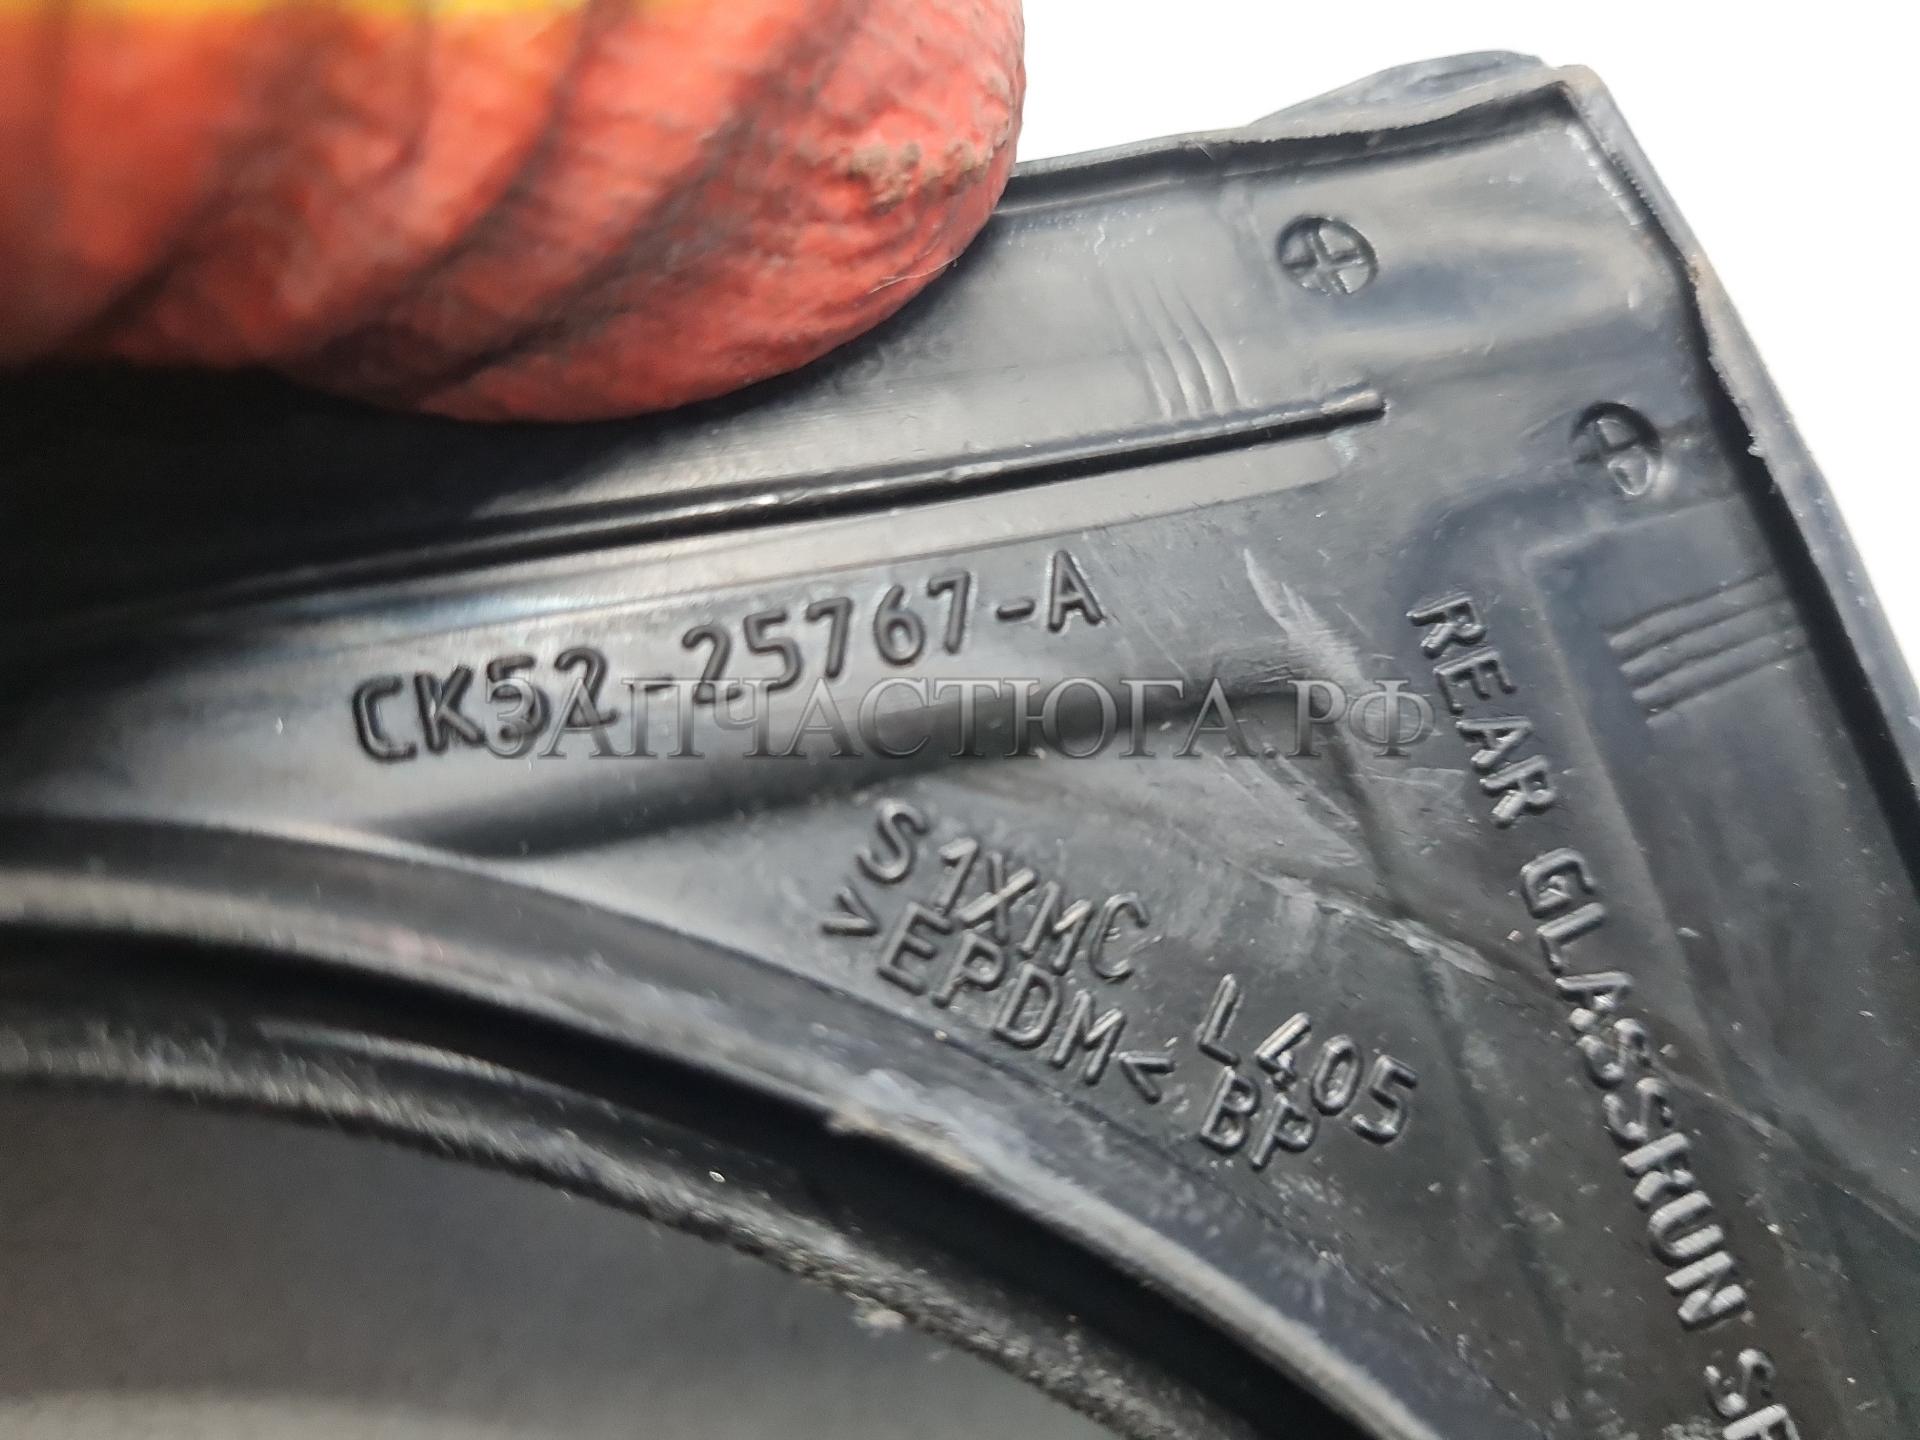 CK52-25767-A
ЗАПЧАСТЮГА.РФ
S1XMC L405
>EPDM< BP
REAR GLASSRUN